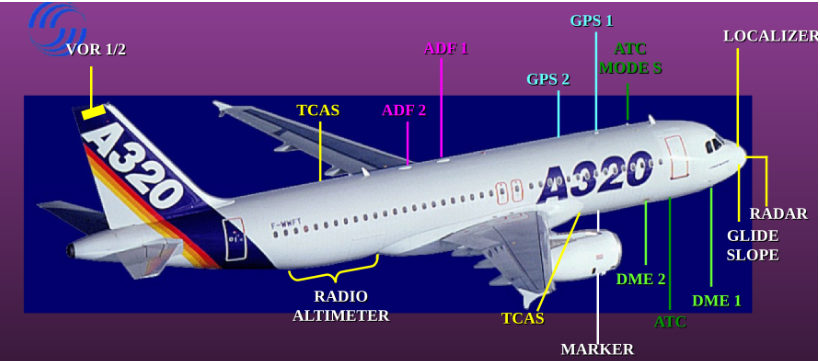 GPS 1
VOR 1/2
ADF 1
ATC
MODE S
LOCALIZER
GPS 2
TCAS
ADF 2
A320
A320
F-WWFT
RADAR
GLIDE
SLOPE
DME 2
RADIO
ALTIMETER
DME 1
TCAS
ATC
MARKER